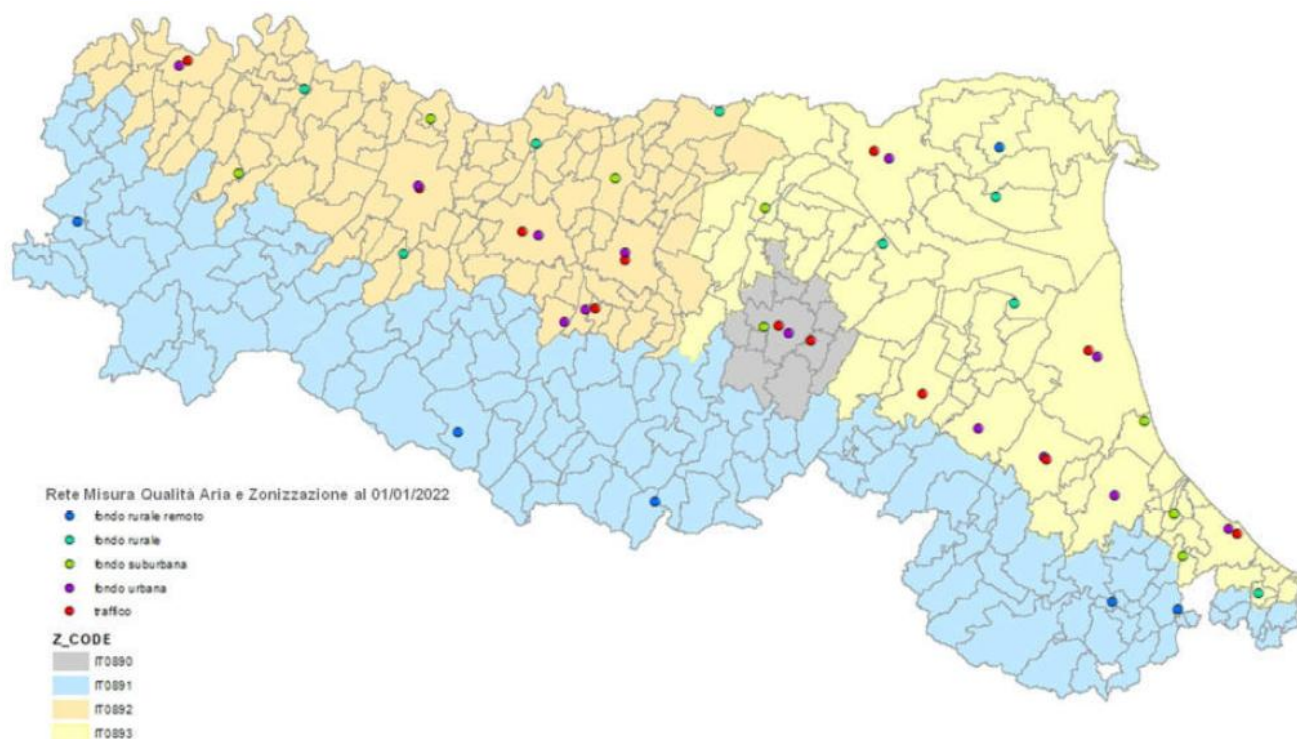 Rete Misura Qualità Aria e Zonizzazione al 01/01/2022
fondo rurale remoto
fondo rurale
fondo suburbana
fondo urbana
traffico
Z_CODE
IT0890
IT0891
IT0892
IT0893